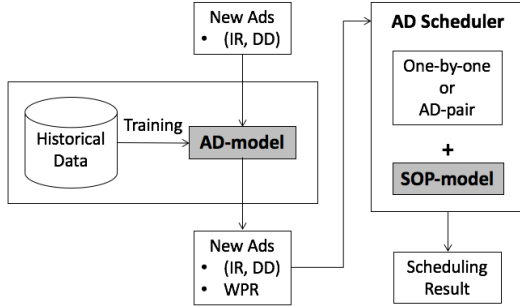 New Ads
• (IR, DD)
Historical
Data
Training
AD-model
New Ads
• (IR, DD)
• WPR
AD Scheduler
One-by-one
or
AD-pair
+
SOP-model
Scheduling
Result